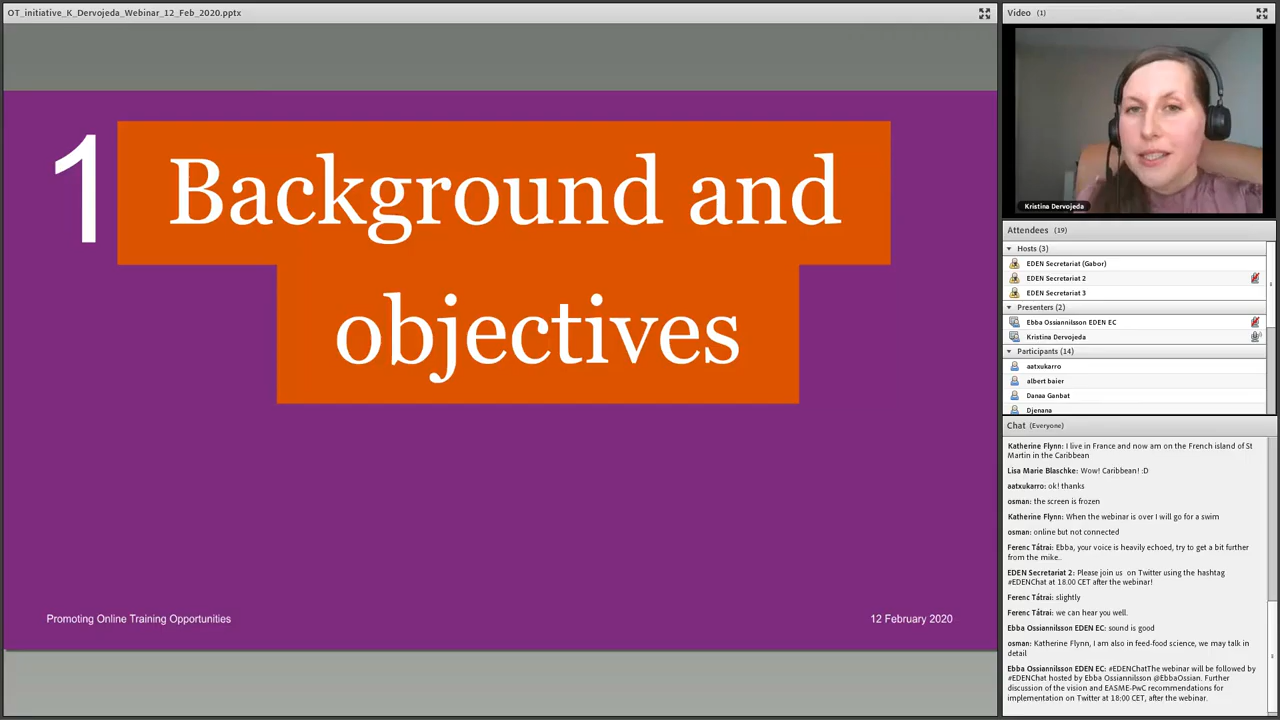 OT_initiative_K_Dervojeda_Webinar_12_Feb_2020.pptx
1
Background and
objectives
Promoting Online Training Opportunities
12 February 2020
Video (1)
Kristina Dervojeda
Attendees (19)
Hosts (3)
EDEN Secretariat (Gabor)
EDEN Secretariat 2
EDEN Secretariat 3
Presenters (2)
Ebba Ossiannilsson EDEN EC
Kristina Dervojeda
Participants (14)
aatxukarro
albert baier
Danaa Ganbat
Djenana
Chat (Everyone)
Katherine Flynn: I live in France and now am on the French island of St
Martin in the Caribbean
Lisa Marie Blaschke: Wow! Caribbean! :D
aatxukarro: ok! thanks
osman: the screen is frozen
Katherine Flynn: When the webinar is over I will go for a swim
osman: online but not connected
Ferenc Tátrai: Ebba, your voice is heavily echoed, try to get a bit further
from the mike..
EDEN Secretariat 2: Please join us on Twitter using the hashtag
#EDENChat at 18.00 CET after the webinar!
Ferenc Tátrai: slightly
Ferenc Tátrai: we can hear you well.
Ebba Ossiannilsson EDEN EC: sound is good
osman: Katherine Flynn, I am also in feed-food science, we may talk in
detail
Ebba Ossiannilsson EDEN EC: #EDENChatThe webinar will be followed by
#EDENChat hosted by Ebba Ossiannilsson @EbbaOssian. Further
discussion of the vision and EASME-PwC recommendations for
implementation on Twitter at 18:00 CET, after the webinar.